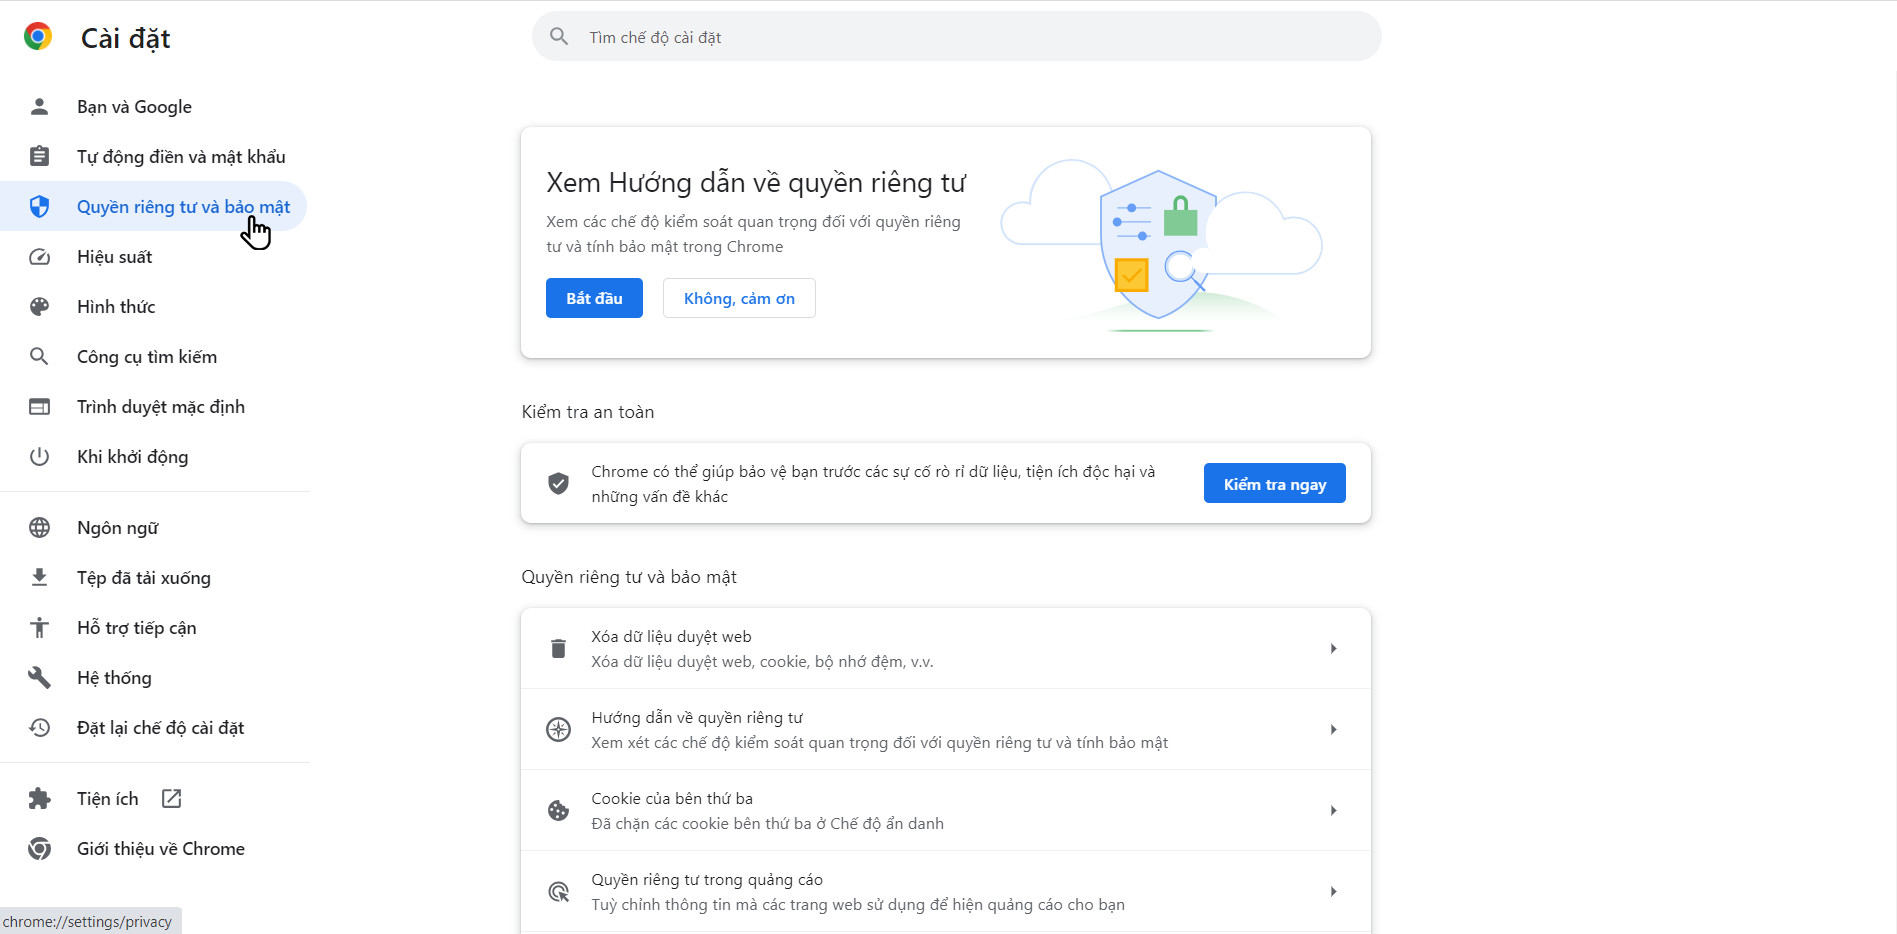 Cài đặt
Tìm chế độ cài đặt
Bạn và Google
Tự động điền và mật khẩu
Quyền riêng tư và bảo mật
Hiệu suất
Hình thức
Công cụ tìm kiếm
Trình duyệt mặc định
Khi khởi động
Ngôn ngữ
Tệp đã tải xuống
Hỗ trợ tiếp cận
Hệ thống
Đặt lại chế độ cài đặt
Tiện ích
Giới thiệu về Chrome
Xem Hướng dẫn về quyền riêng tư
Xem các chế độ kiểm soát quan trọng đối với quyền riêng
tư và tính bảo mật trong Chrome
Bắt đầu
Không, cảm ơn
Kiểm tra an toàn
Chrome có thể giúp bảo vệ bạn trước các sự cố rò rỉ dữ liệu, tiện ích độc hại và
những vấn đề khác
Kiểm tra ngay
Quyền riêng tư và bảo mật
Xóa dữ liệu duyệt web
Xóa dữ liệu duyệt web, cookie, bộ nhớ đệm, v.v.
Hướng dẫn về quyền riêng tư
Xem xét các chế độ kiểm soát quan trọng đối với quyền riêng tư và tính bảo mật
Cookie của bên thứ ba
Đã chặn các cookie bên thứ ba ở Chế độ ẩn danh
Quyền riêng tư trong quảng cáo
Tuỳ chỉnh thông tin mà các trang web sử dụng để hiện quảng cáo cho bạn
chrome://settings/privacy